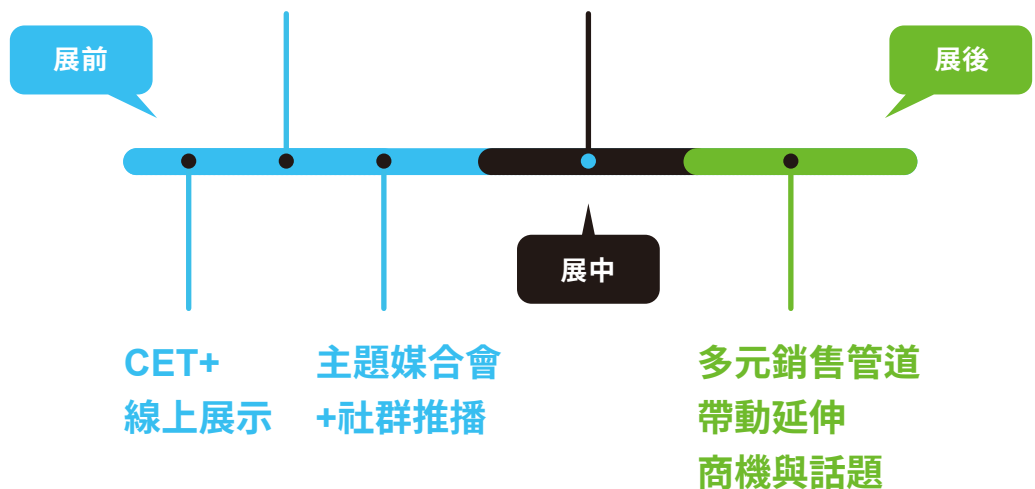 展前
展後
展中
CET+
線上展示
主題媒合會
+社群推播
多元銷售管道
帶動延伸
商機與話題